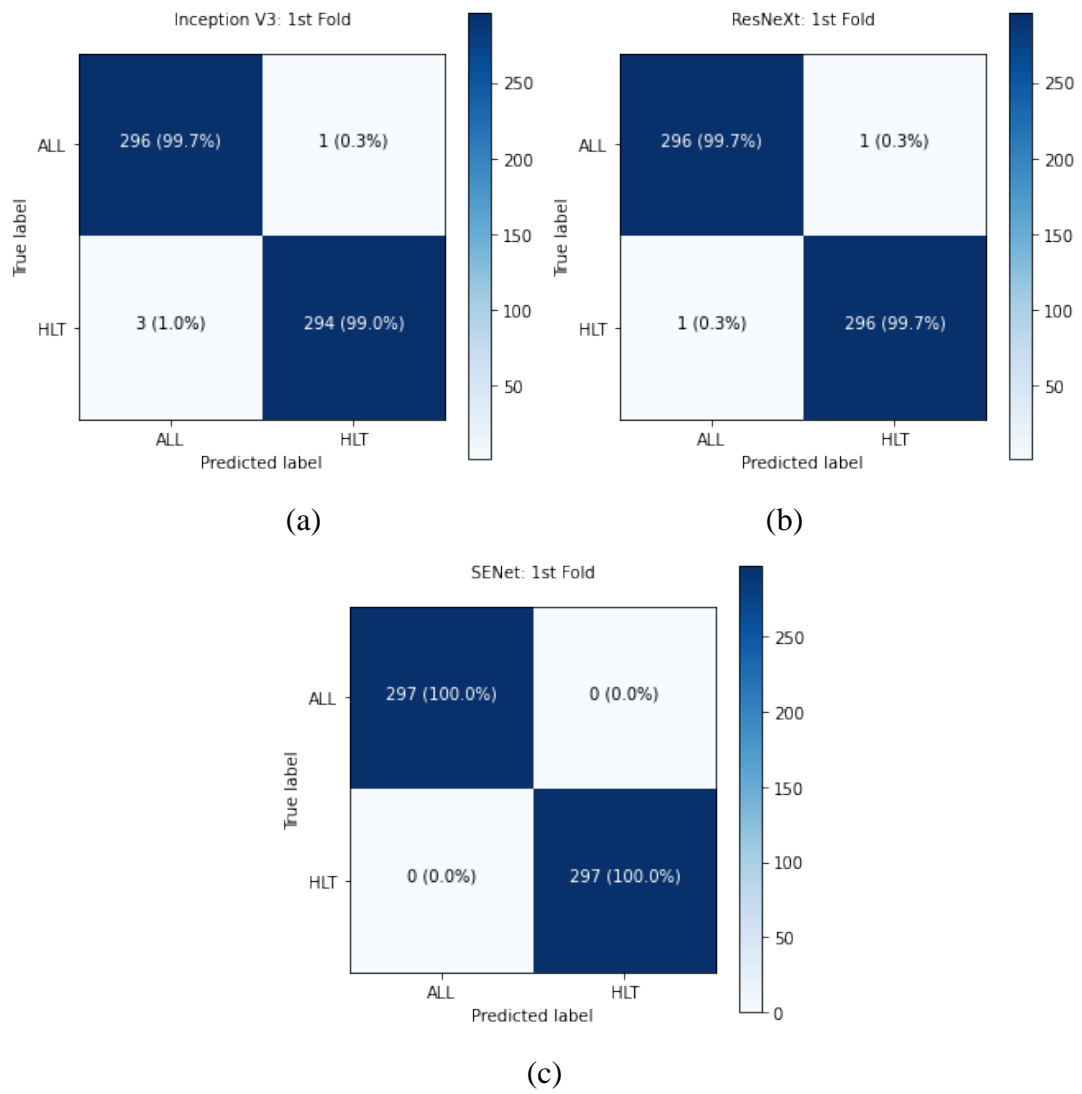 Inception V3: 1st Fold
ALL
296 (99.7%)
1 (0.3%)
HLT
3 (1.0%)
294 (99.0%)
True label
ALL
HLT
Predicted label
250
200
150
100
50
(a)
ResNeXt: 1st Fold
ALL
296 (99.7%)
1 (0.3%)
HLT
1 (0.3%)
296 (99.7%)
True label
ALL
HLT
Predicted label
250
200
150
100
50
(b)
SENet: 1st Fold
ALL
297 (100.0%)
0 (0.0%)
HLT
0 (0.0%)
297 (100.0%)
True label
ALL
HLT
Predicted label
250
200
150
100
50
0
(c)